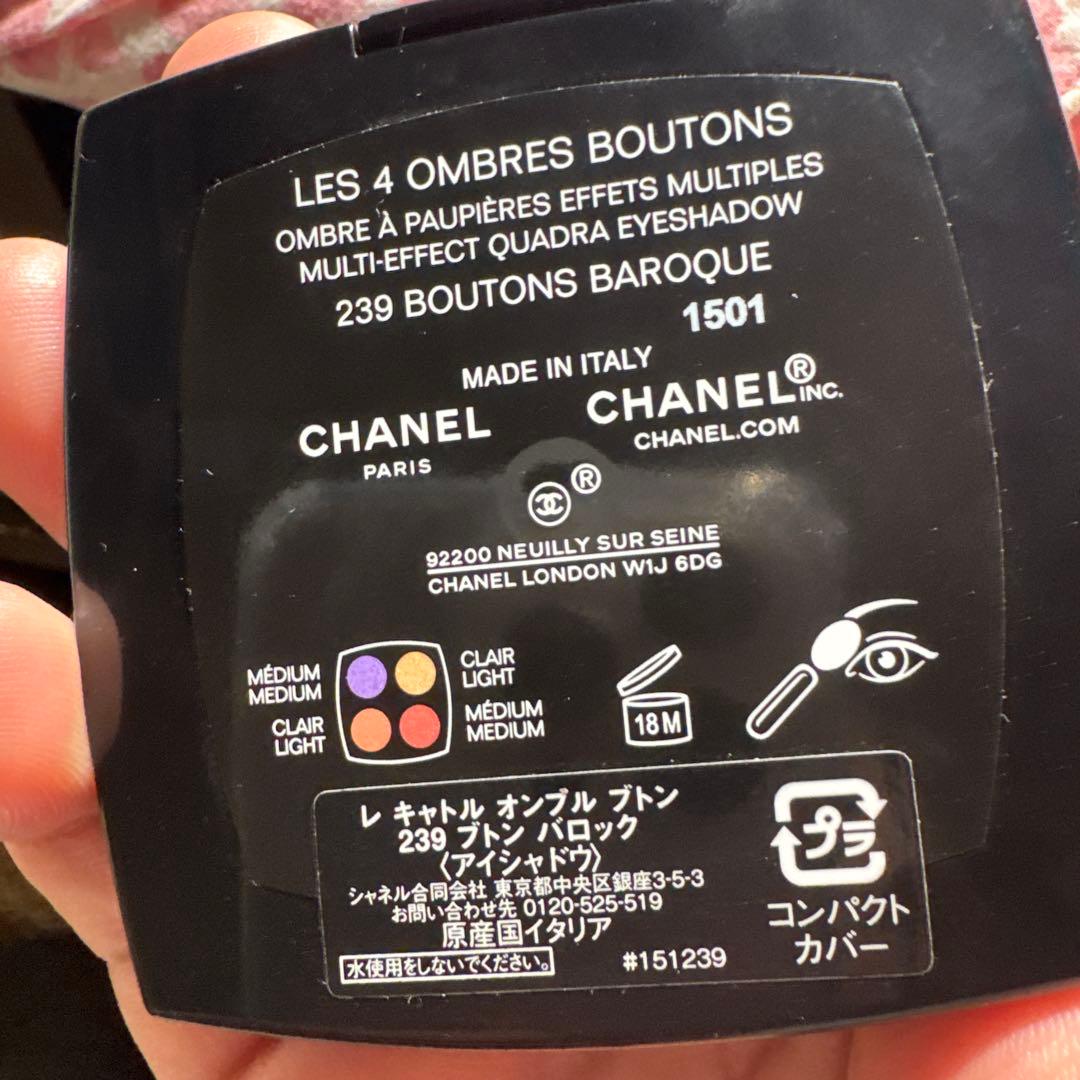 LES 4 OMBRES BOUTONS
OMBRE À PAUPIÈRES EFFETS MULTIPLES
MULTI-EFFECT QUADRA EYESHADOW
239 BOUTONS BAROQUE
1501
MADE IN ITALY
CHANEL
PARIS
CHANEL® INC.
CHANEL.COM
®
92200 NEUILLY SUR SEINE
CHANEL LONDON W1J 6DG
MÉDIUM
MEDIUM
CLAIR
LIGHT
CLAIR
LIGHT
MÉDIUM
MEDIUM
18M
レ キャトル オンブル ブトン
239 ブトン バロック
〈アイシャドウ〉
シャネル合同会社 東京都中央区銀座3-5-3
お問い合わせ先 0120-525-519
原産国イタリア
水使用をしないでください。
#151239
プラ
コンパクト
カバー